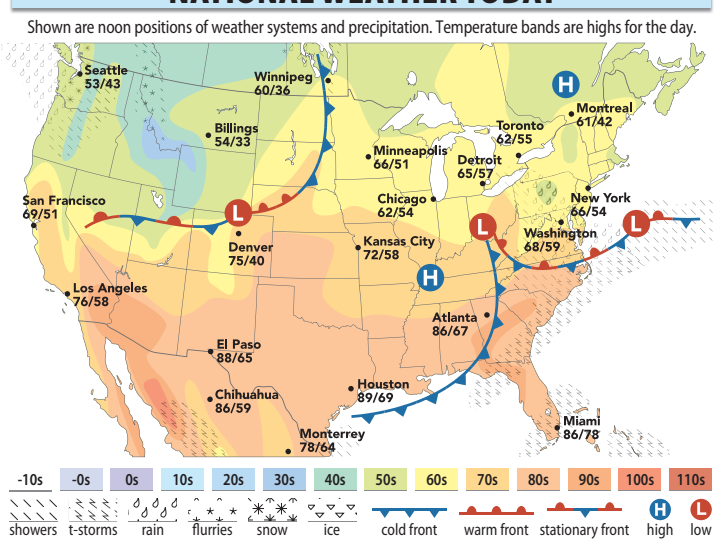 NATIONAL WEATHER TODAY
Shown are noon positions of weather systems and precipitation. Temperature bands are highs for the day.
Seattle
53/43
Winnipeg
60/36
H
Billings
54/33
Montreal
61/42
Toronto
62/55
Minneapolis
66/51
Detroit
65/57
San Francisco
69/51
Chicago
62/54
New York
66/54
L
L
L
Washington
68/59
Denver
75/40
Kansas City
72/58
H
Los Angeles
76/58
Atlanta
86/67
El Paso
88/65
Chihuahua
86/59
Houston
89/69
Miami
86/78
Monterrey
78/64
-10s -0s 0s 10s 20s 30s 40s 50s 60s 70s 80s 90s 100s 110s
H L
showers t-storms rain flurries snow ice cold front warm front stationary front high low